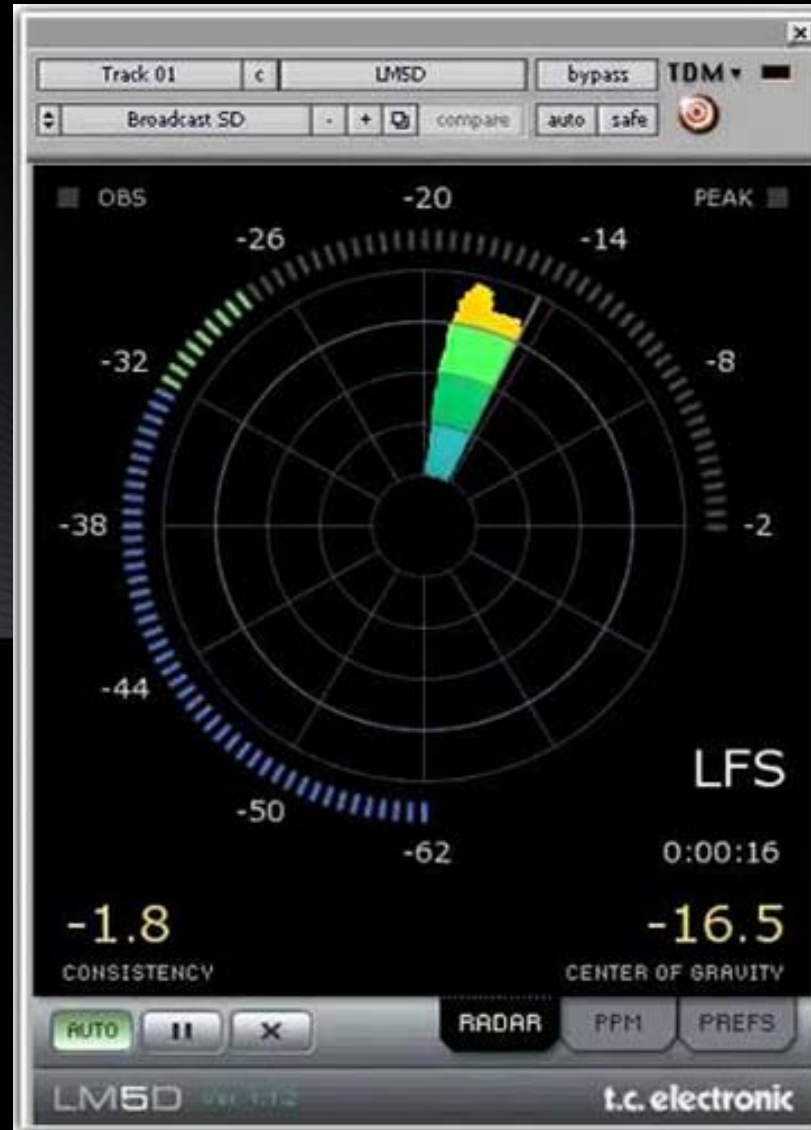 Track 01 c LM5D bypass TDM
Broadcast SD - + compare auto safe
OBS -20 PEAK
-26 -14
-32 -8
-38 -2
-44
-50 LFS
-62 0:00:16
-1.8 -16.5
CONSISTENCY CENTER OF GRAVITY
AUTO RADAR PPM PREFS
LM5D t.c. electronic